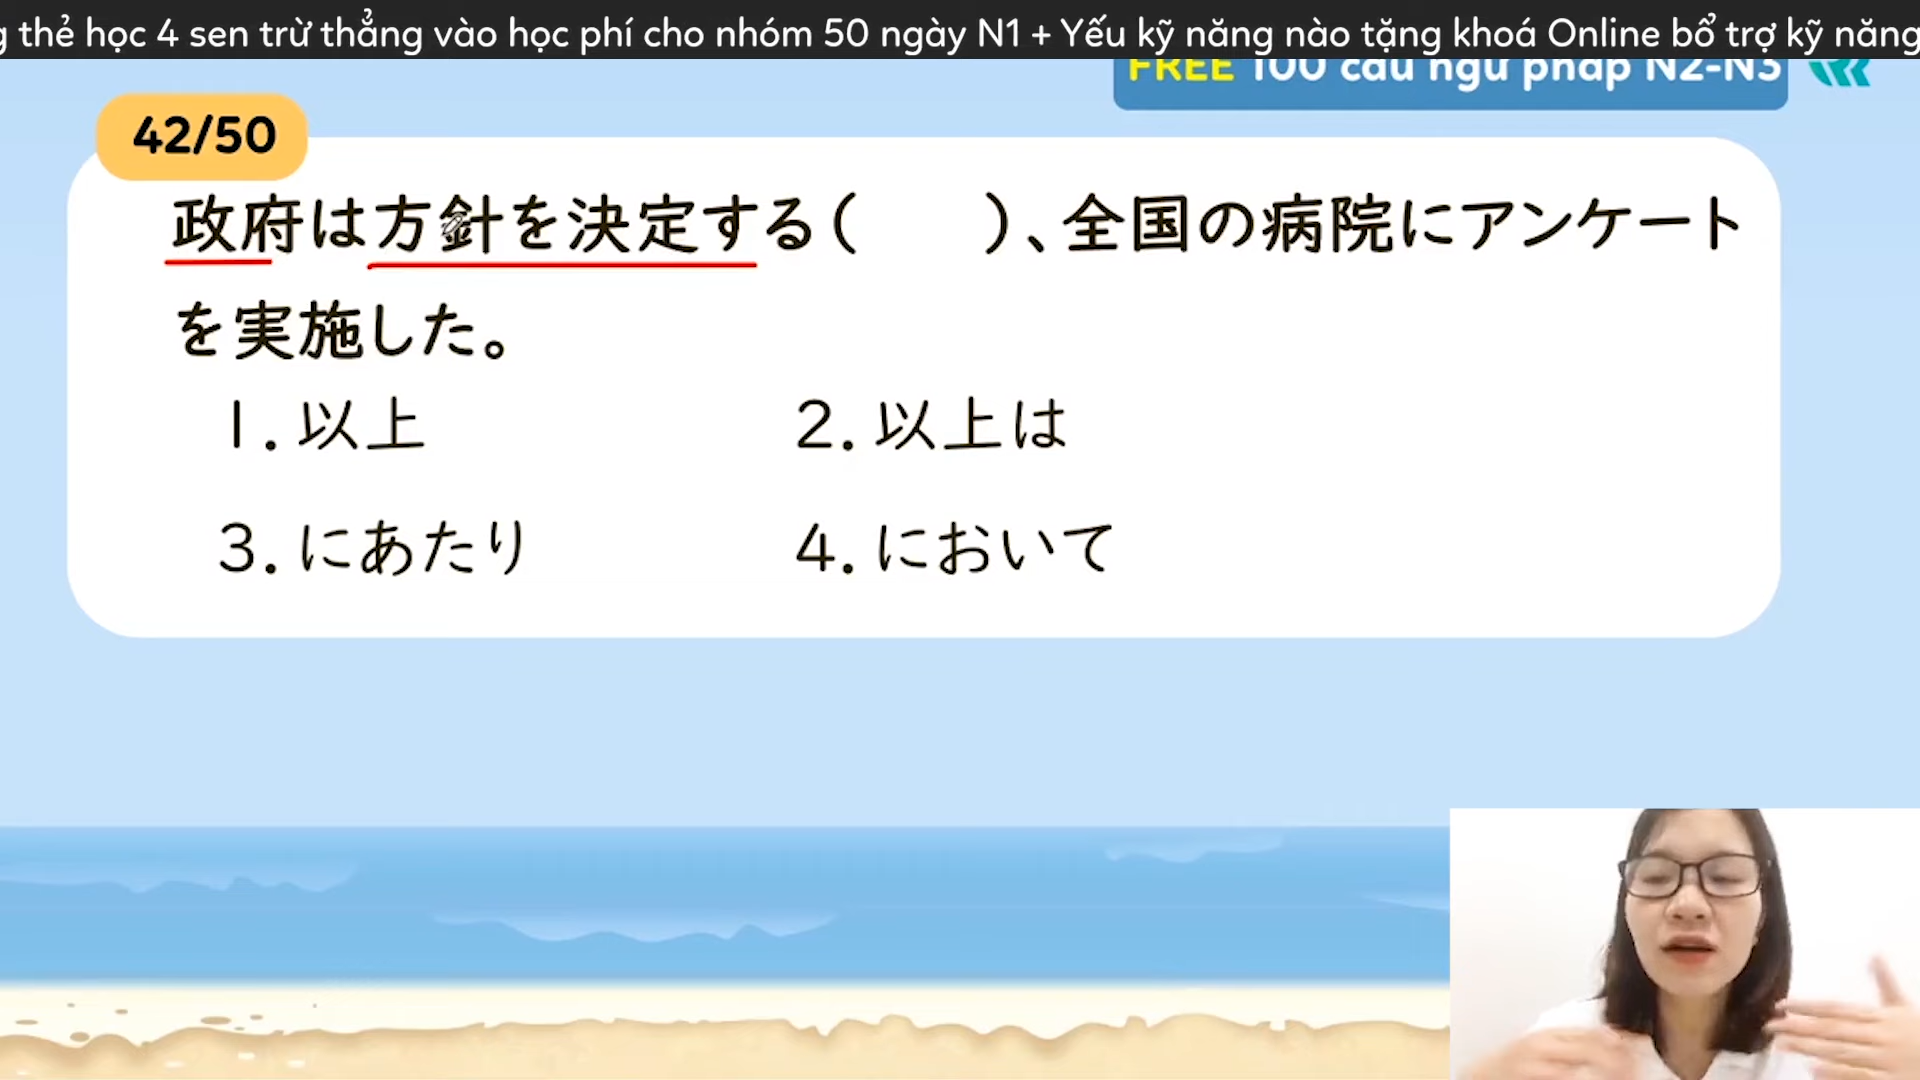 g thẻ học 4 sen trừ thẳng vào học phí cho nhóm 50 ngày N1 + Yếu kỹ năng nào tặng khoá Online bổ trợ kỹ năng
FREE 100 câu ngữ pháp N2-N3
42/50
政府は方針を決定する(　　)、全国の病院にアンケート
を実施した。
1. 以上
2. 以上は
3. にあたり
4. において